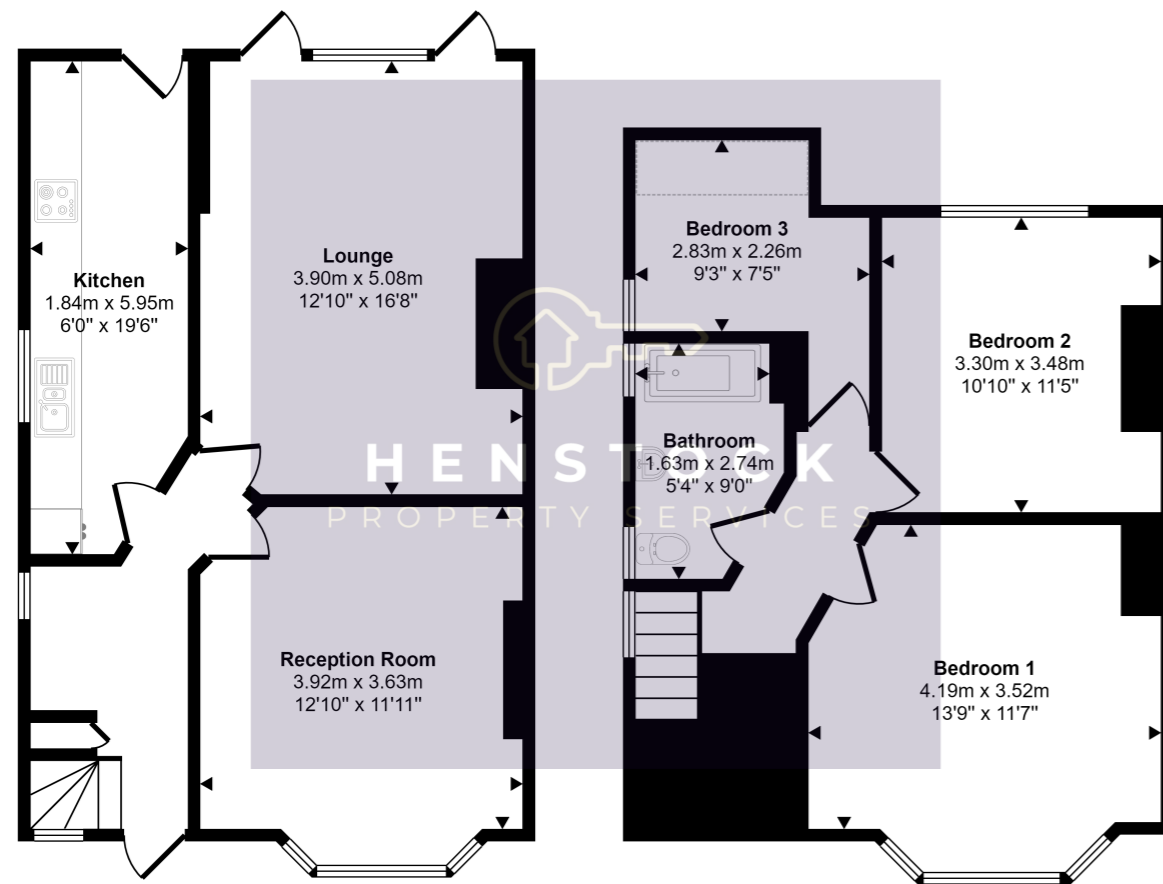 Kitchen
1.84m x 5.95m
6'0" x 19'6"
Lounge
3.90m x 5.08m
12'10" x 16'8"
Reception Room
3.92m x 3.63m
12'10" x 11'11"
Bedroom 3
2.83m x 2.26m
9'3" x 7'5"
Bedroom 2
3.30m x 3.48m
10'10" x 11'5"
Bathroom
1.63m x 2.74m
5'4" x 9'0"
Bedroom 1
4.19m x 3.52m
13'9" x 11'7"
HENSTOCK
PROPERTY SERVICES